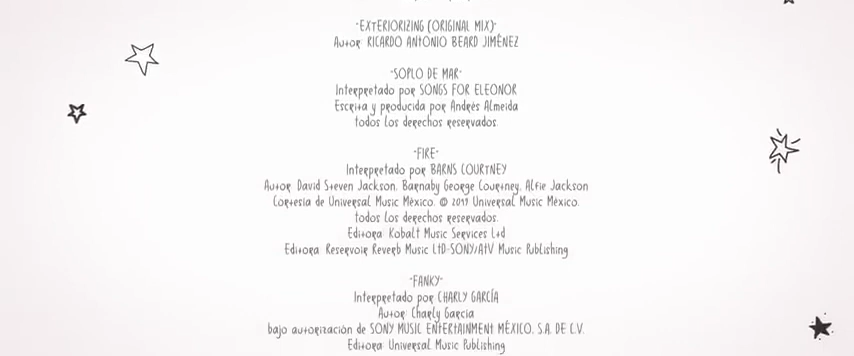 "EXTERIORIZING (ORIGINAL MIX)"
Autor: RICARDO ANTONIO BEARD JIMÉNEZ
"SOPLO DE MAR"
Interpretado por SONGS FOR ELEONOR
Escrita y producida por Andrés Almeida
todos los derechos reservados.
"FIRE"
Interpretado por BARNS COURTNEY
Autor: David Steven Jackson, Barnaby George Courtney, Alfie Jackson
Cortesía de Universal Music México. © 2019 Universal Music México.
todos los derechos reservados.
Editora: Kobalt Music Services Ltd
Editora: Reservoir Reverb Music LtD-SONY/AtV Music Publishing
"FANKY"
Interpretado por CHARLY GARCÍA
Autor: Charly García
bajo autorización de SONY MUSIC ENTERTAINMENT MÉXICO, S.A. DE C.V.
Editora: Universal Music Publishing